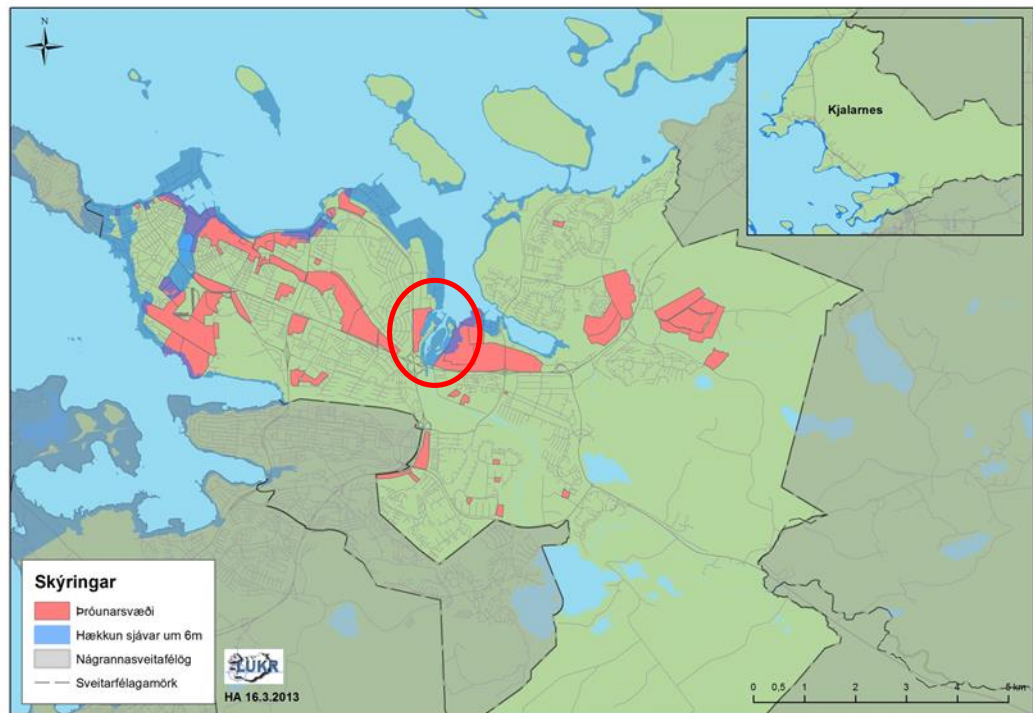 N
Kjalarnes
Skýringar
Þróunarsvæði
Hækkun sjávar um 6m
Nágrannasveitafélög
Sveitarfélagamörk
LUKR
HA 16.3.2013
0 0,5 1 2 3 4 5 km